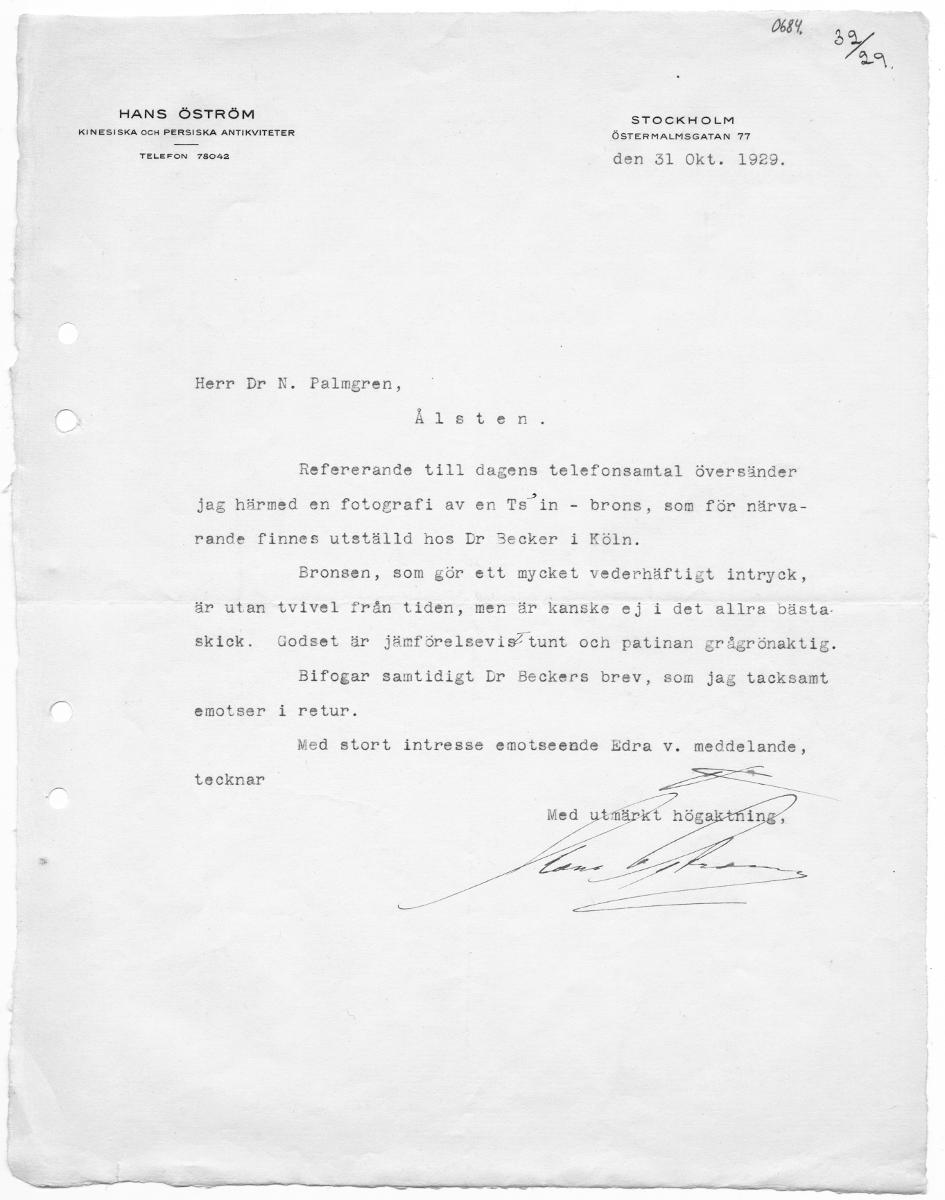 0684.
39/29.
HANS ÖSTRÖM
KINESISKA OCH PERSISKA ANTIKVITETER
TELEFON 78042
STOCKHOLM
ÖSTERMALMSGATAN 77
den 31 Okt. 1929.
Herr Dr N. Palmgren,
Ålsten.
Refererande till dagens telefonsamtal översänder
jag härmed en fotografi av en Ts'in - brons, som för närva-
rande finnes utställd hos Dr Becker i Köln.
Bronsen, som gör ett mycket vederhäftigt intryck,
är utan tvivel från tiden, men är kanske ej i det allra bästa
skick. Godset är jämförelsevist tunt och patinan grågrönaktig.
Bifogar samtidigt Dr Beckers brev, som jag tacksamt
emotser i retur.
Med stort intresse emotseende Edra v. meddelande,
tecknar
Med utmärkt högaktning,
Hans Öström